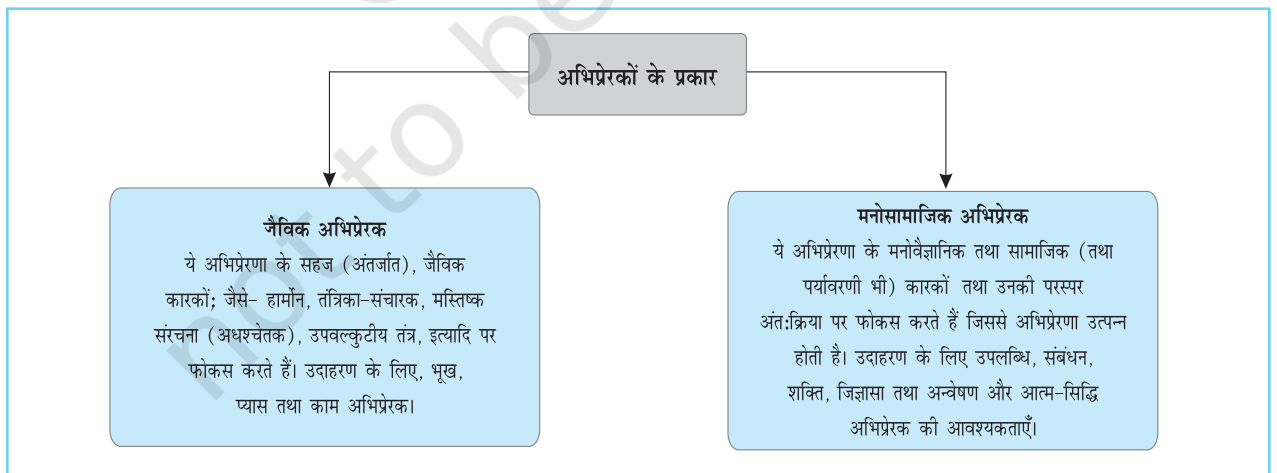 अभिप्रेरकों के प्रकार
जैविक अभिप्रेरक
ये अभिप्रेरणा के सहज (अंतर्जात), जैविक
कारकों; जैसे- हार्मोन, तंत्रिका-संचारक, मस्तिष्क
संरचना (अधश्चेतक), उपवल्कुटीय तंत्र, इत्यादि पर
फोकस करते हैं। उदाहरण के लिए, भूख,
प्यास तथा काम अभिप्रेरक।
मनोसामाजिक अभिप्रेरक
ये अभिप्रेरणा के मनोवैज्ञानिक तथा सामाजिक (तथा
पर्यावरणी भी) कारकों तथा उनकी परस्पर
अंत:क्रिया पर फोकस करते हैं जिससे अभिप्रेरणा उत्पन्न
होती है। उदाहरण के लिए उपलब्धि, संबंधन,
शक्ति, जिज्ञासा तथा अन्वेषण और आत्म-सिद्धि
अभिप्रेरक की आवश्यकताएँ।
not to be